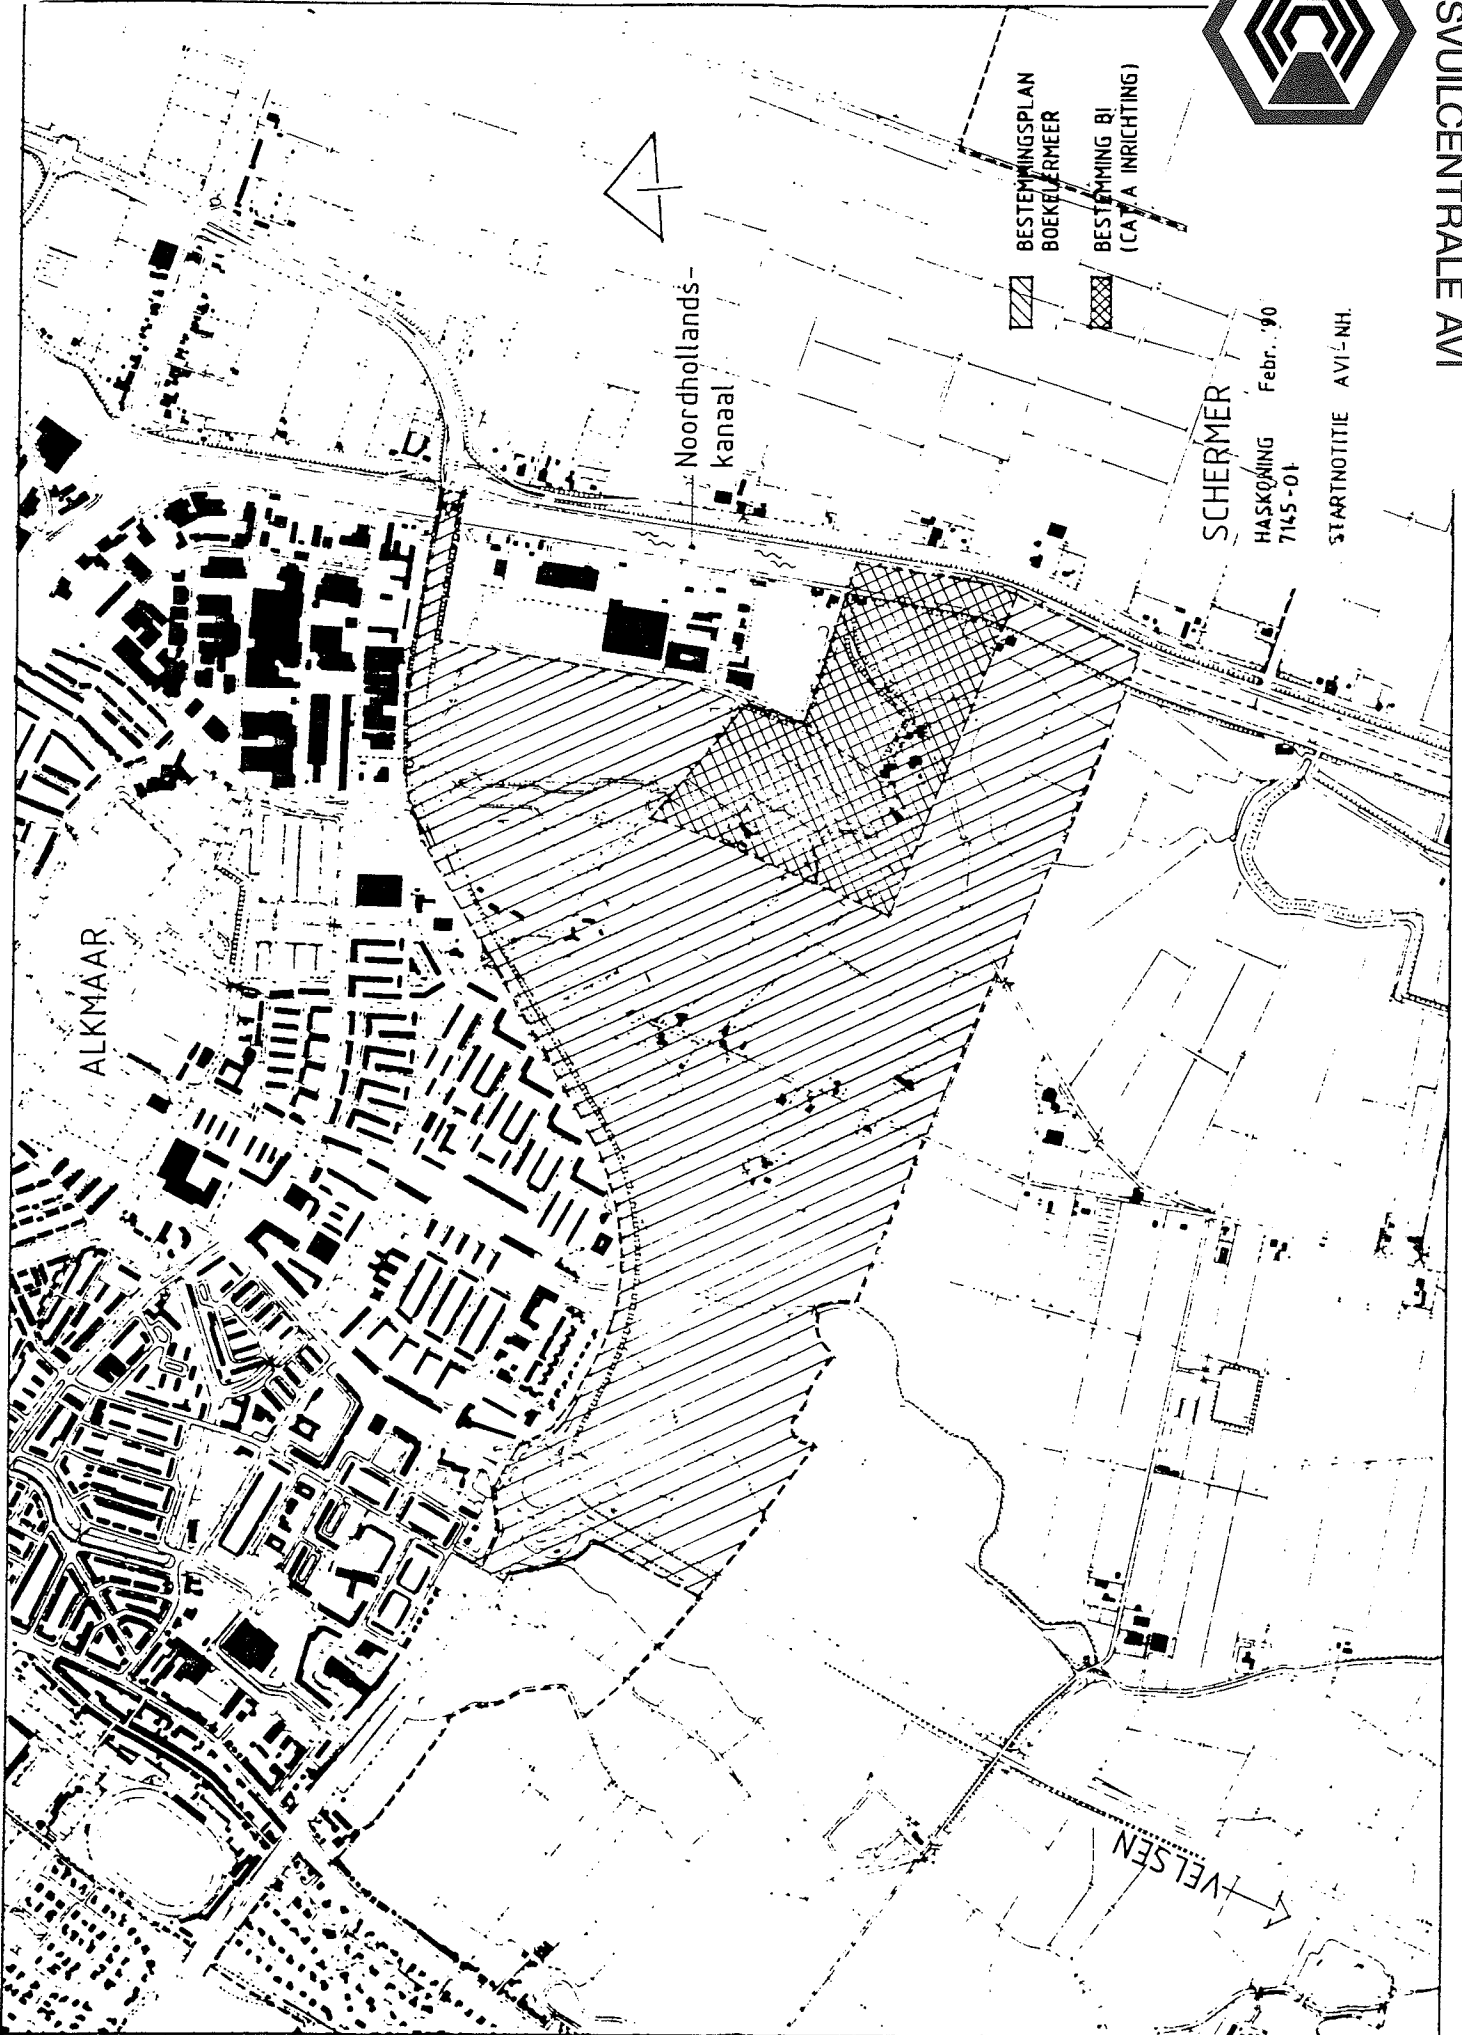 ALKMAAR
Noordhollands-
kanaal
BESTEMMINGSPLAN
BOEKELERMEER
BESTEMMING BI
(CAT.A INRICHTING)
SCHERMER
HASKONING Febr. '90
7145-01
STARTNOTITIE AVI-NH.
VELSEN
SVUILCENTRALE AVI